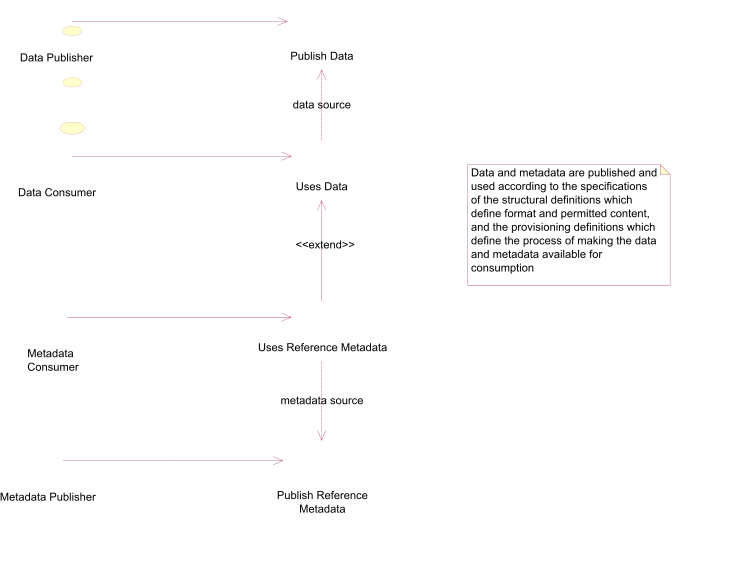 Data Publisher
Publish Data
data source
Data Consumer
Uses Data
<<extend>>
Data and metadata are published and
used according to the specifications
of the structural definitions which
define format and permitted content,
and the provisioning definitions which
define the process of making the data
and metadata available for
consumption
Metadata
Consumer
Uses Reference Metadata
metadata source
Metadata Publisher
Publish Reference
Metadata